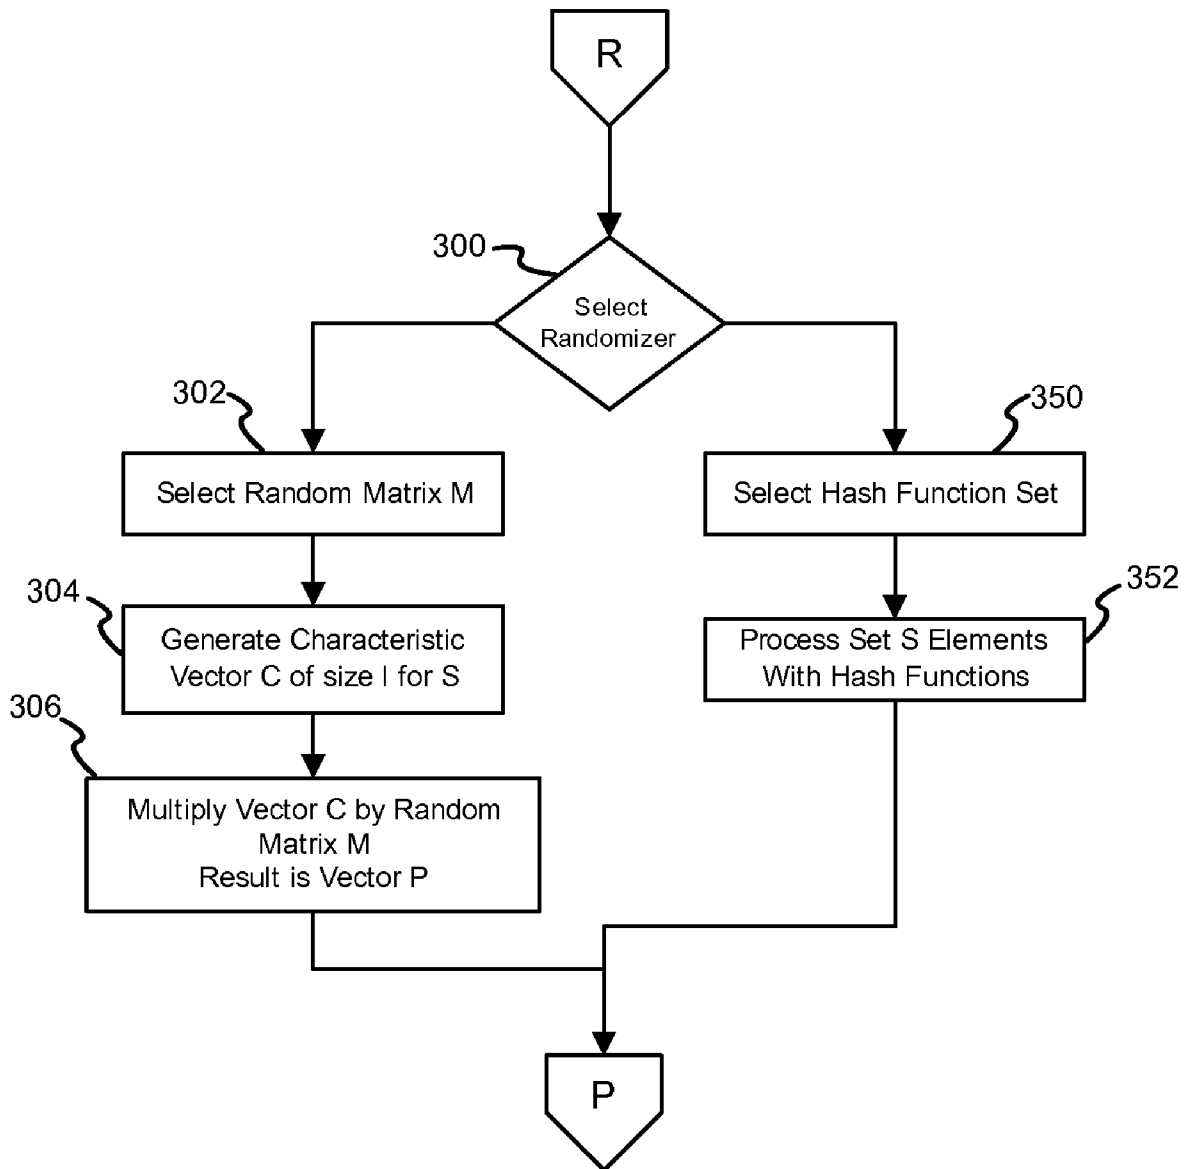 R
300
Select
Randomizer
302
350
Select Random Matrix M
Select Hash Function Set
304
352
Generate Characteristic
Vector C of size l for S
Process Set S Elements
With Hash Functions
306
Multiply Vector C by Random
Matrix M
Result is Vector P
P